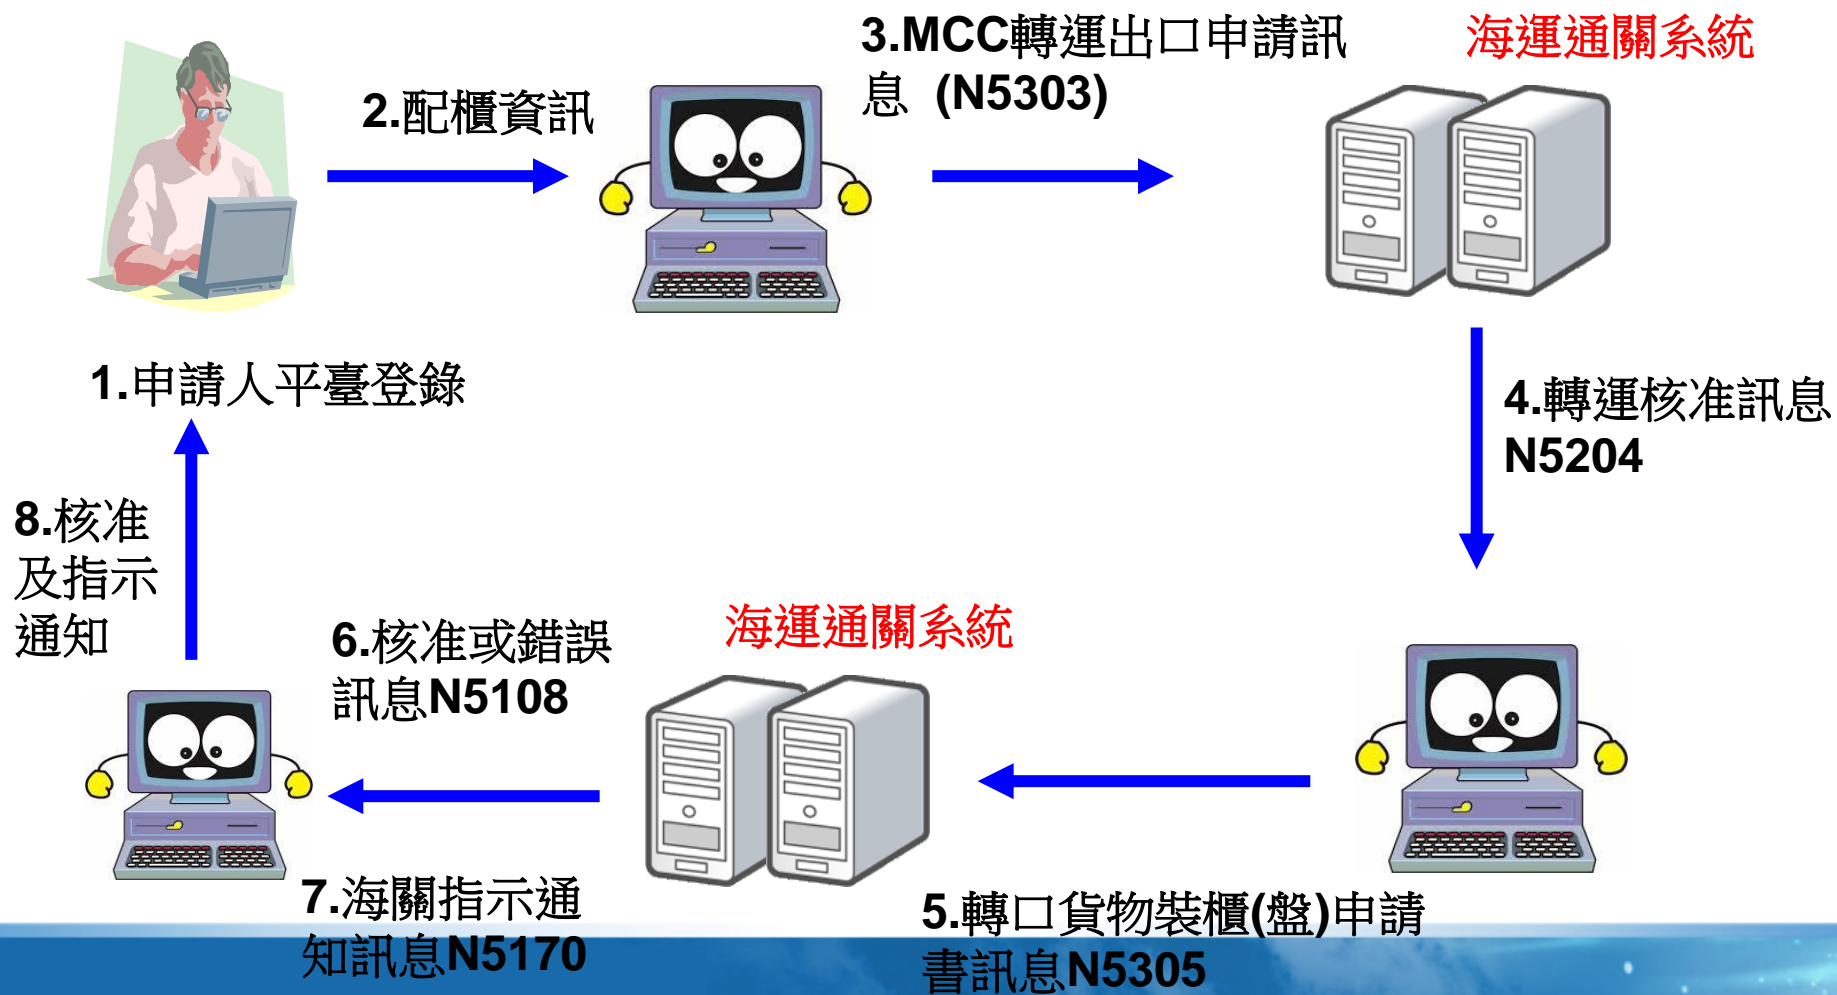 3.MCC轉運出口申請訊
息 (N5303)
海運通關系統
2.配櫃資訊
1.申請人平臺登錄
4.轉運核准訊息
N5204
8.核准
及指示
通知
6.核准或錯誤
訊息N5108
海運通關系統
7.海關指示通
知訊息N5170
5.轉口貨物裝櫃(盤)申請
書訊息N5305